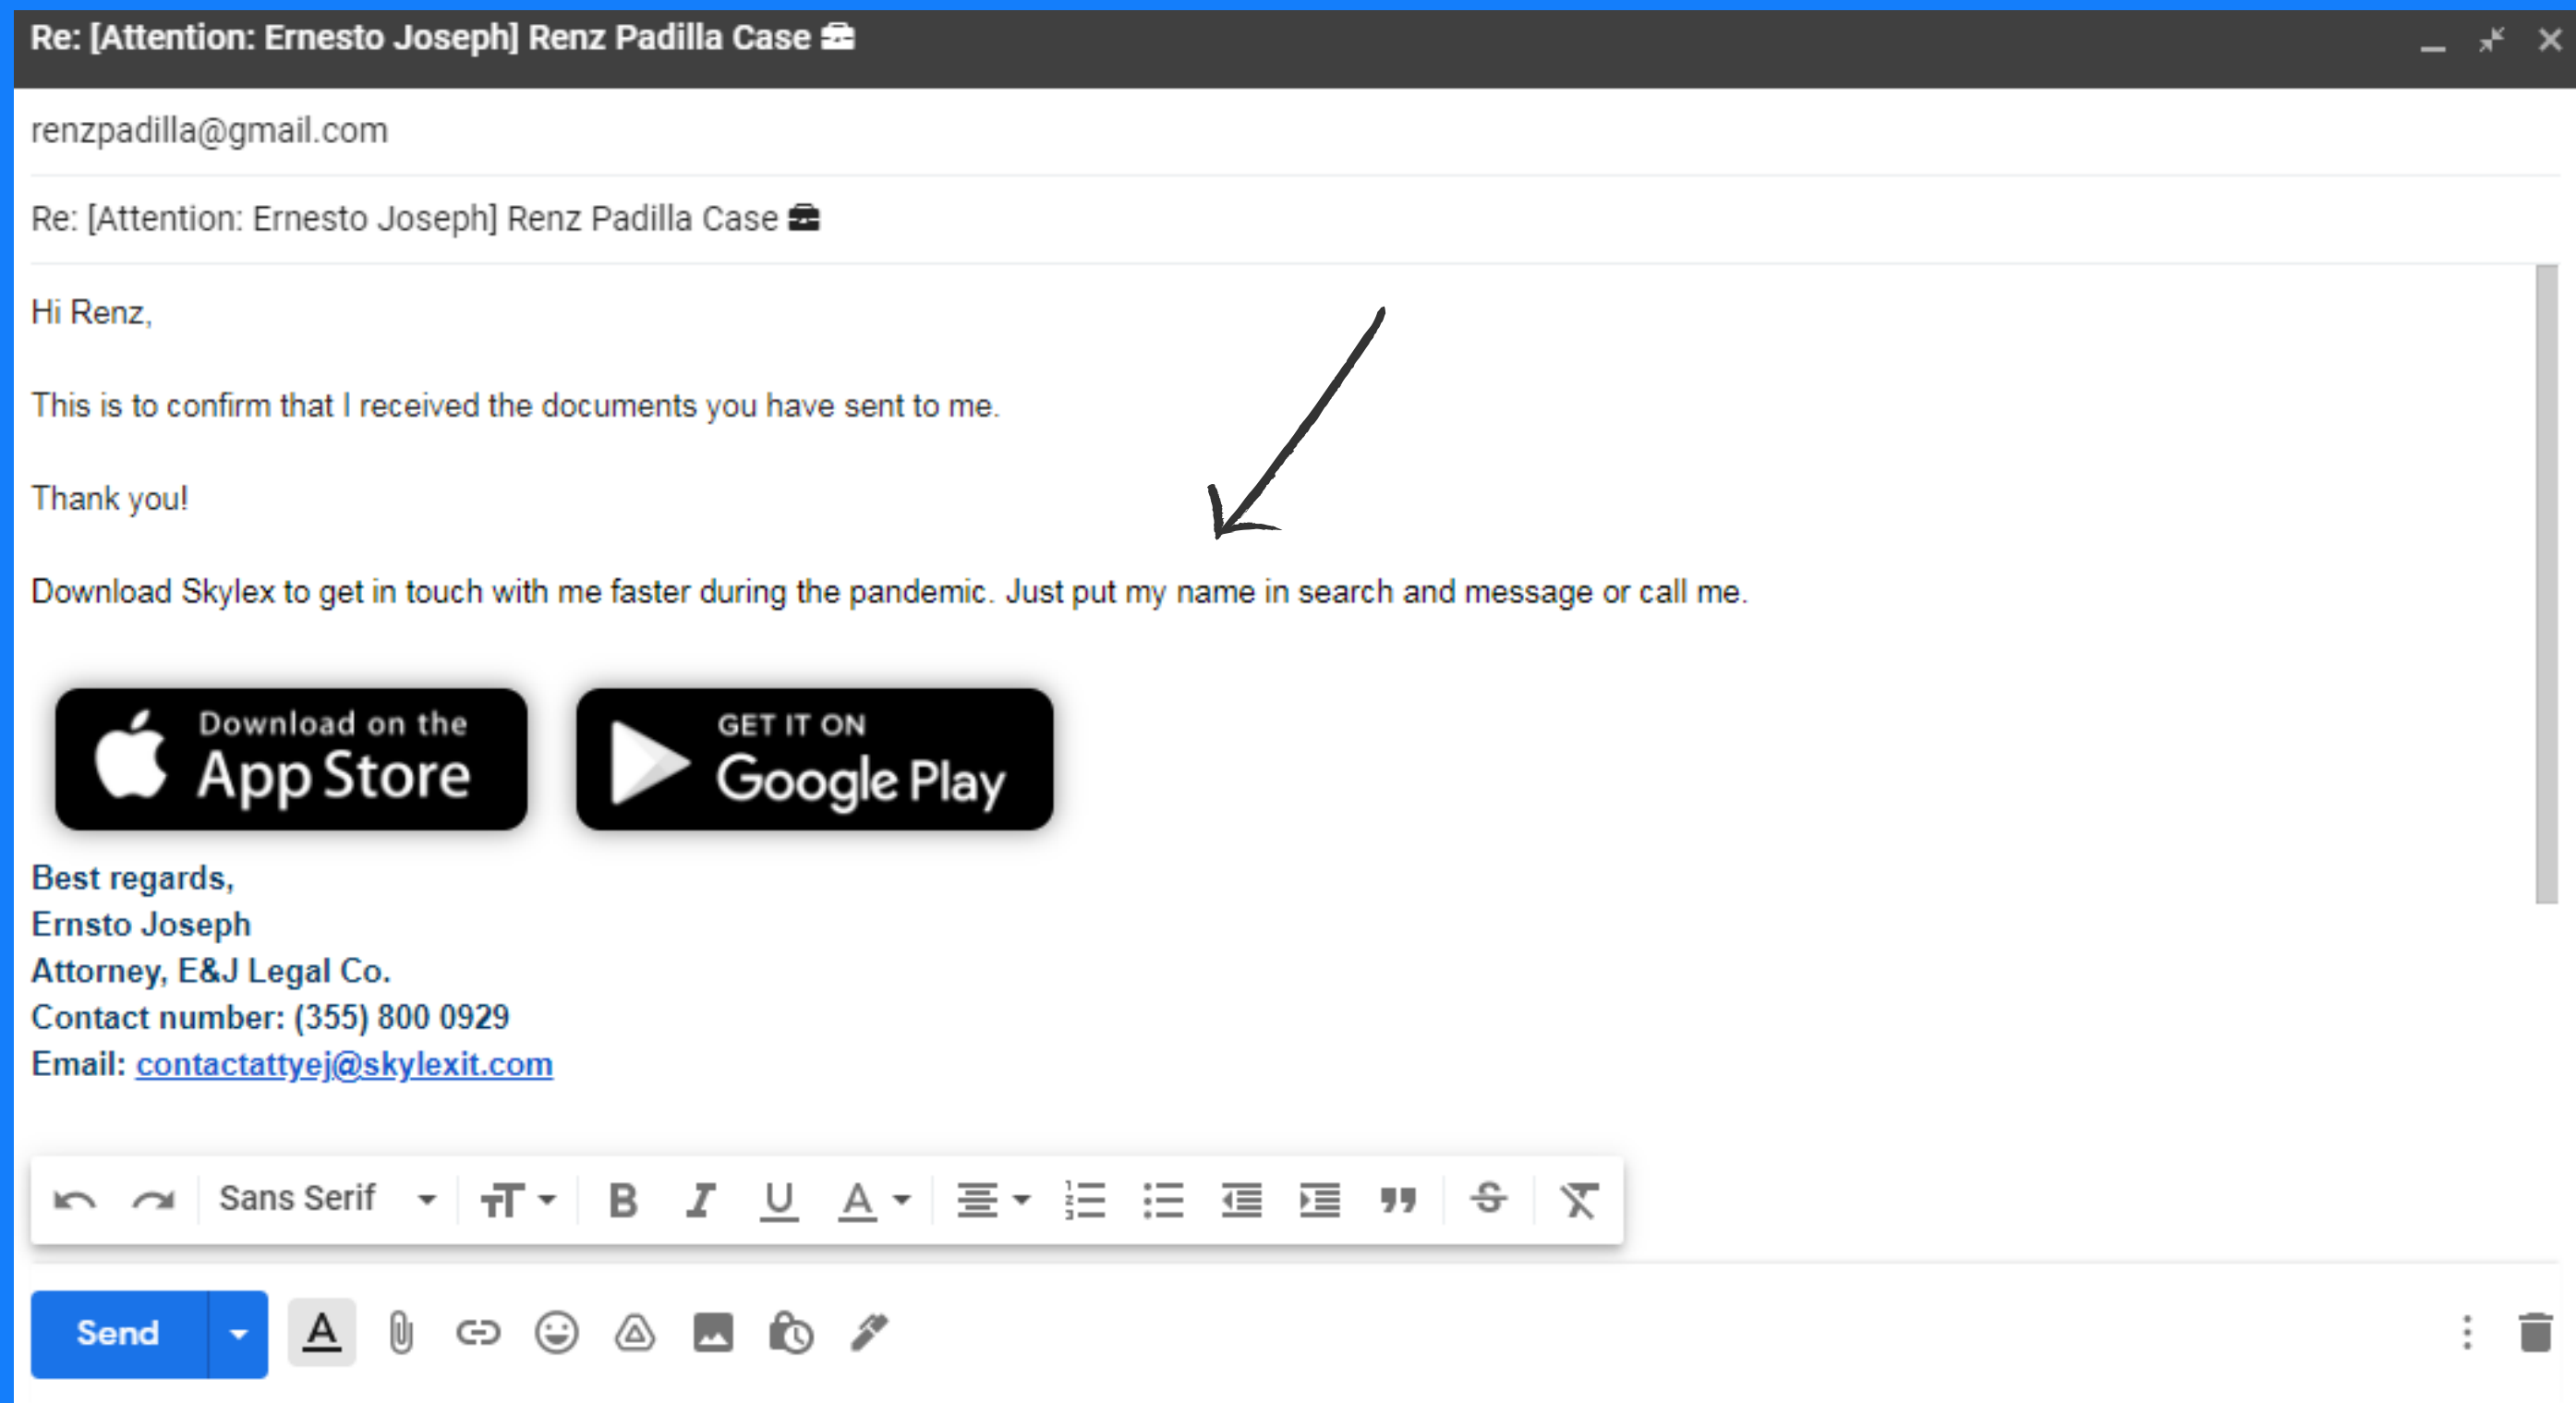 Re: [Attention: Ernesto Joseph] Renz Padilla Case
renzpadilla@gmail.com
Re: [Attention: Ernesto Joseph] Renz Padilla Case
Hi Renz,
This is to confirm that I received the documents you have sent to me.
Thank you!
Download Skylex to get in touch with me faster during the pandemic. Just put my name in search and message or call me.
Download on the
App Store
GET IT ON
Google Play
Best regards,
Ernsto Joseph
Attorney, E&J Legal Co.
Contact number: (355) 800 0929
Email: contactattyej@skylexit.com
Sans Serif
Send